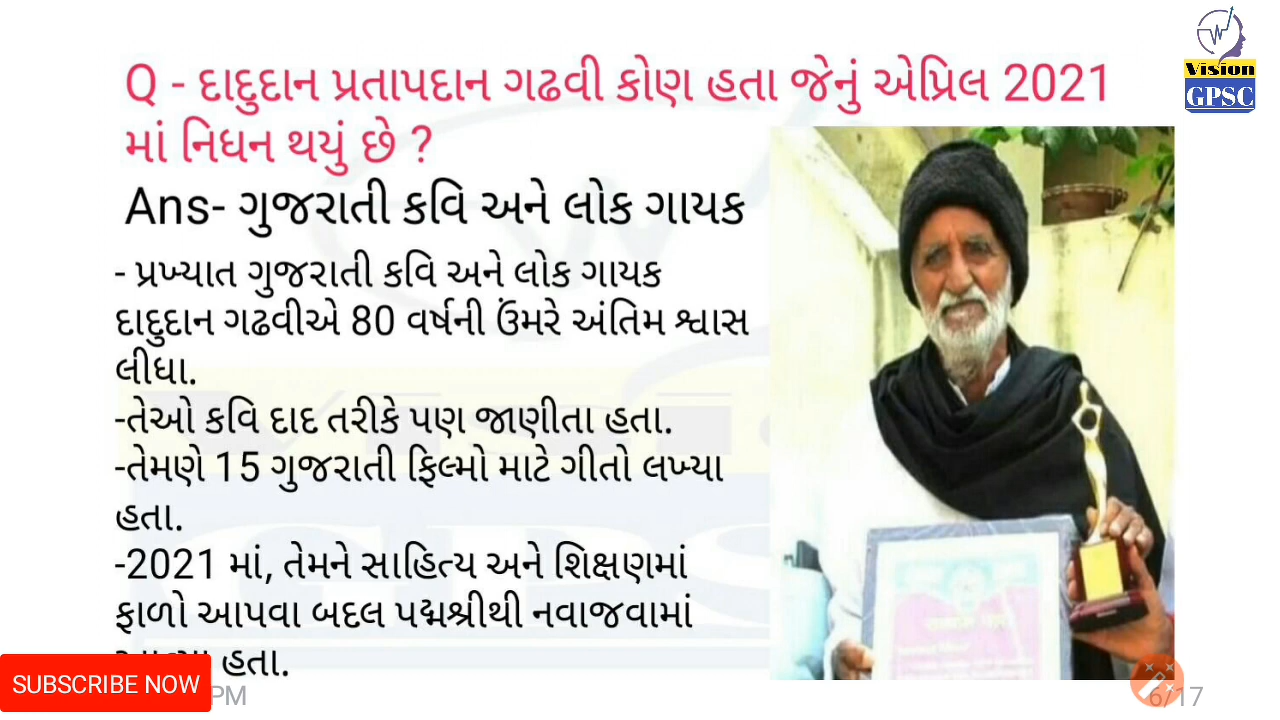 Vision
GPSC
Q - દાદુદાન પ્રતાપદાન ગઢવી કોણ હતા જેનું એપ્રિલ 2021
માં નિધન થયું છે ?
Ans- ગુજરાતી કવિ અને લોક ગાયક
- પ્રખ્યાત ગુજરાતી કવિ અને લોક ગાયક
દાદુદાન ગઢવીએ 80 વર્ષની ઉંમરે અંતિમ શ્વાસ
લીધા.
-તેઓ કવિ દાદ તરીકે પણ જાણીતા હતા.
-તેમણે 15 ગુજરાતી ફિલ્મો માટે ગીતો લખ્યા
હતા.
-2021 માં, તેમને સાહિત્ય અને શિક્ષણમાં
ફાળો આપવા બદલ પદ્મશ્રીથી નવાજવામાં
હતા.
SUBSCRIBE NOW
PM
6/17